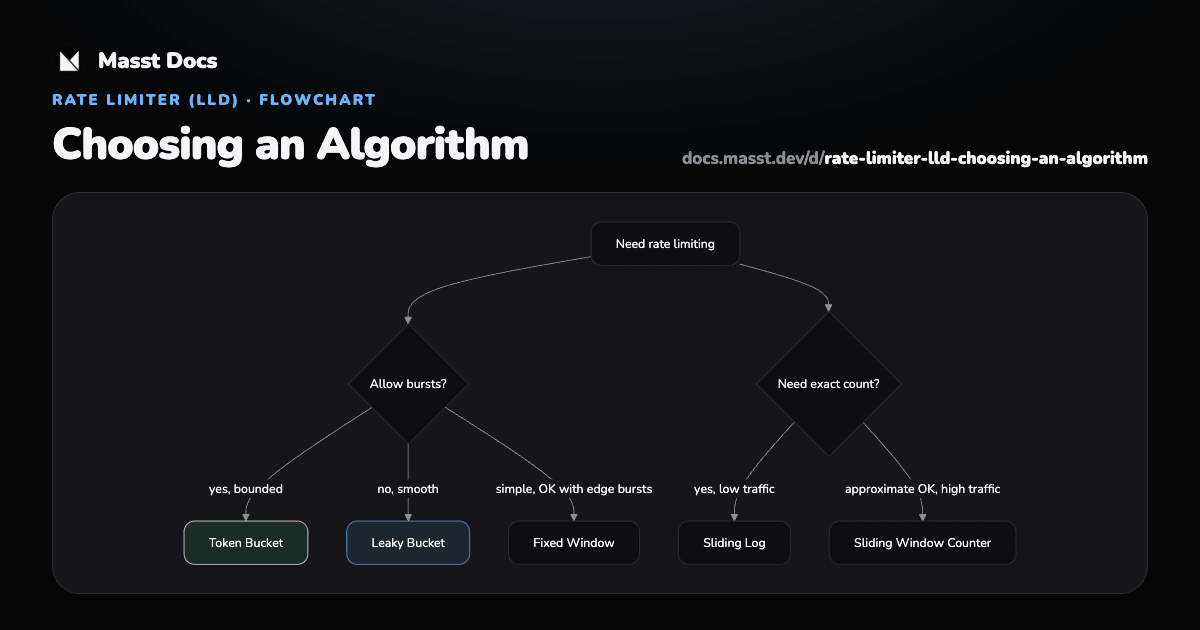 Masst Docs
RATE LIMITER (LLD) · FLOWCHART
Choosing an Algorithm
docs.masst.dev/d/rate-limiter-lld-choosing-an-algorithm
Need rate limiting
Allow bursts?
Need exact count?
yes, bounded
no, smooth
simple, OK with edge bursts
yes, low traffic
approximate OK, high traffic
Token Bucket
Leaky Bucket
Fixed Window
Sliding Log
Sliding Window Counter